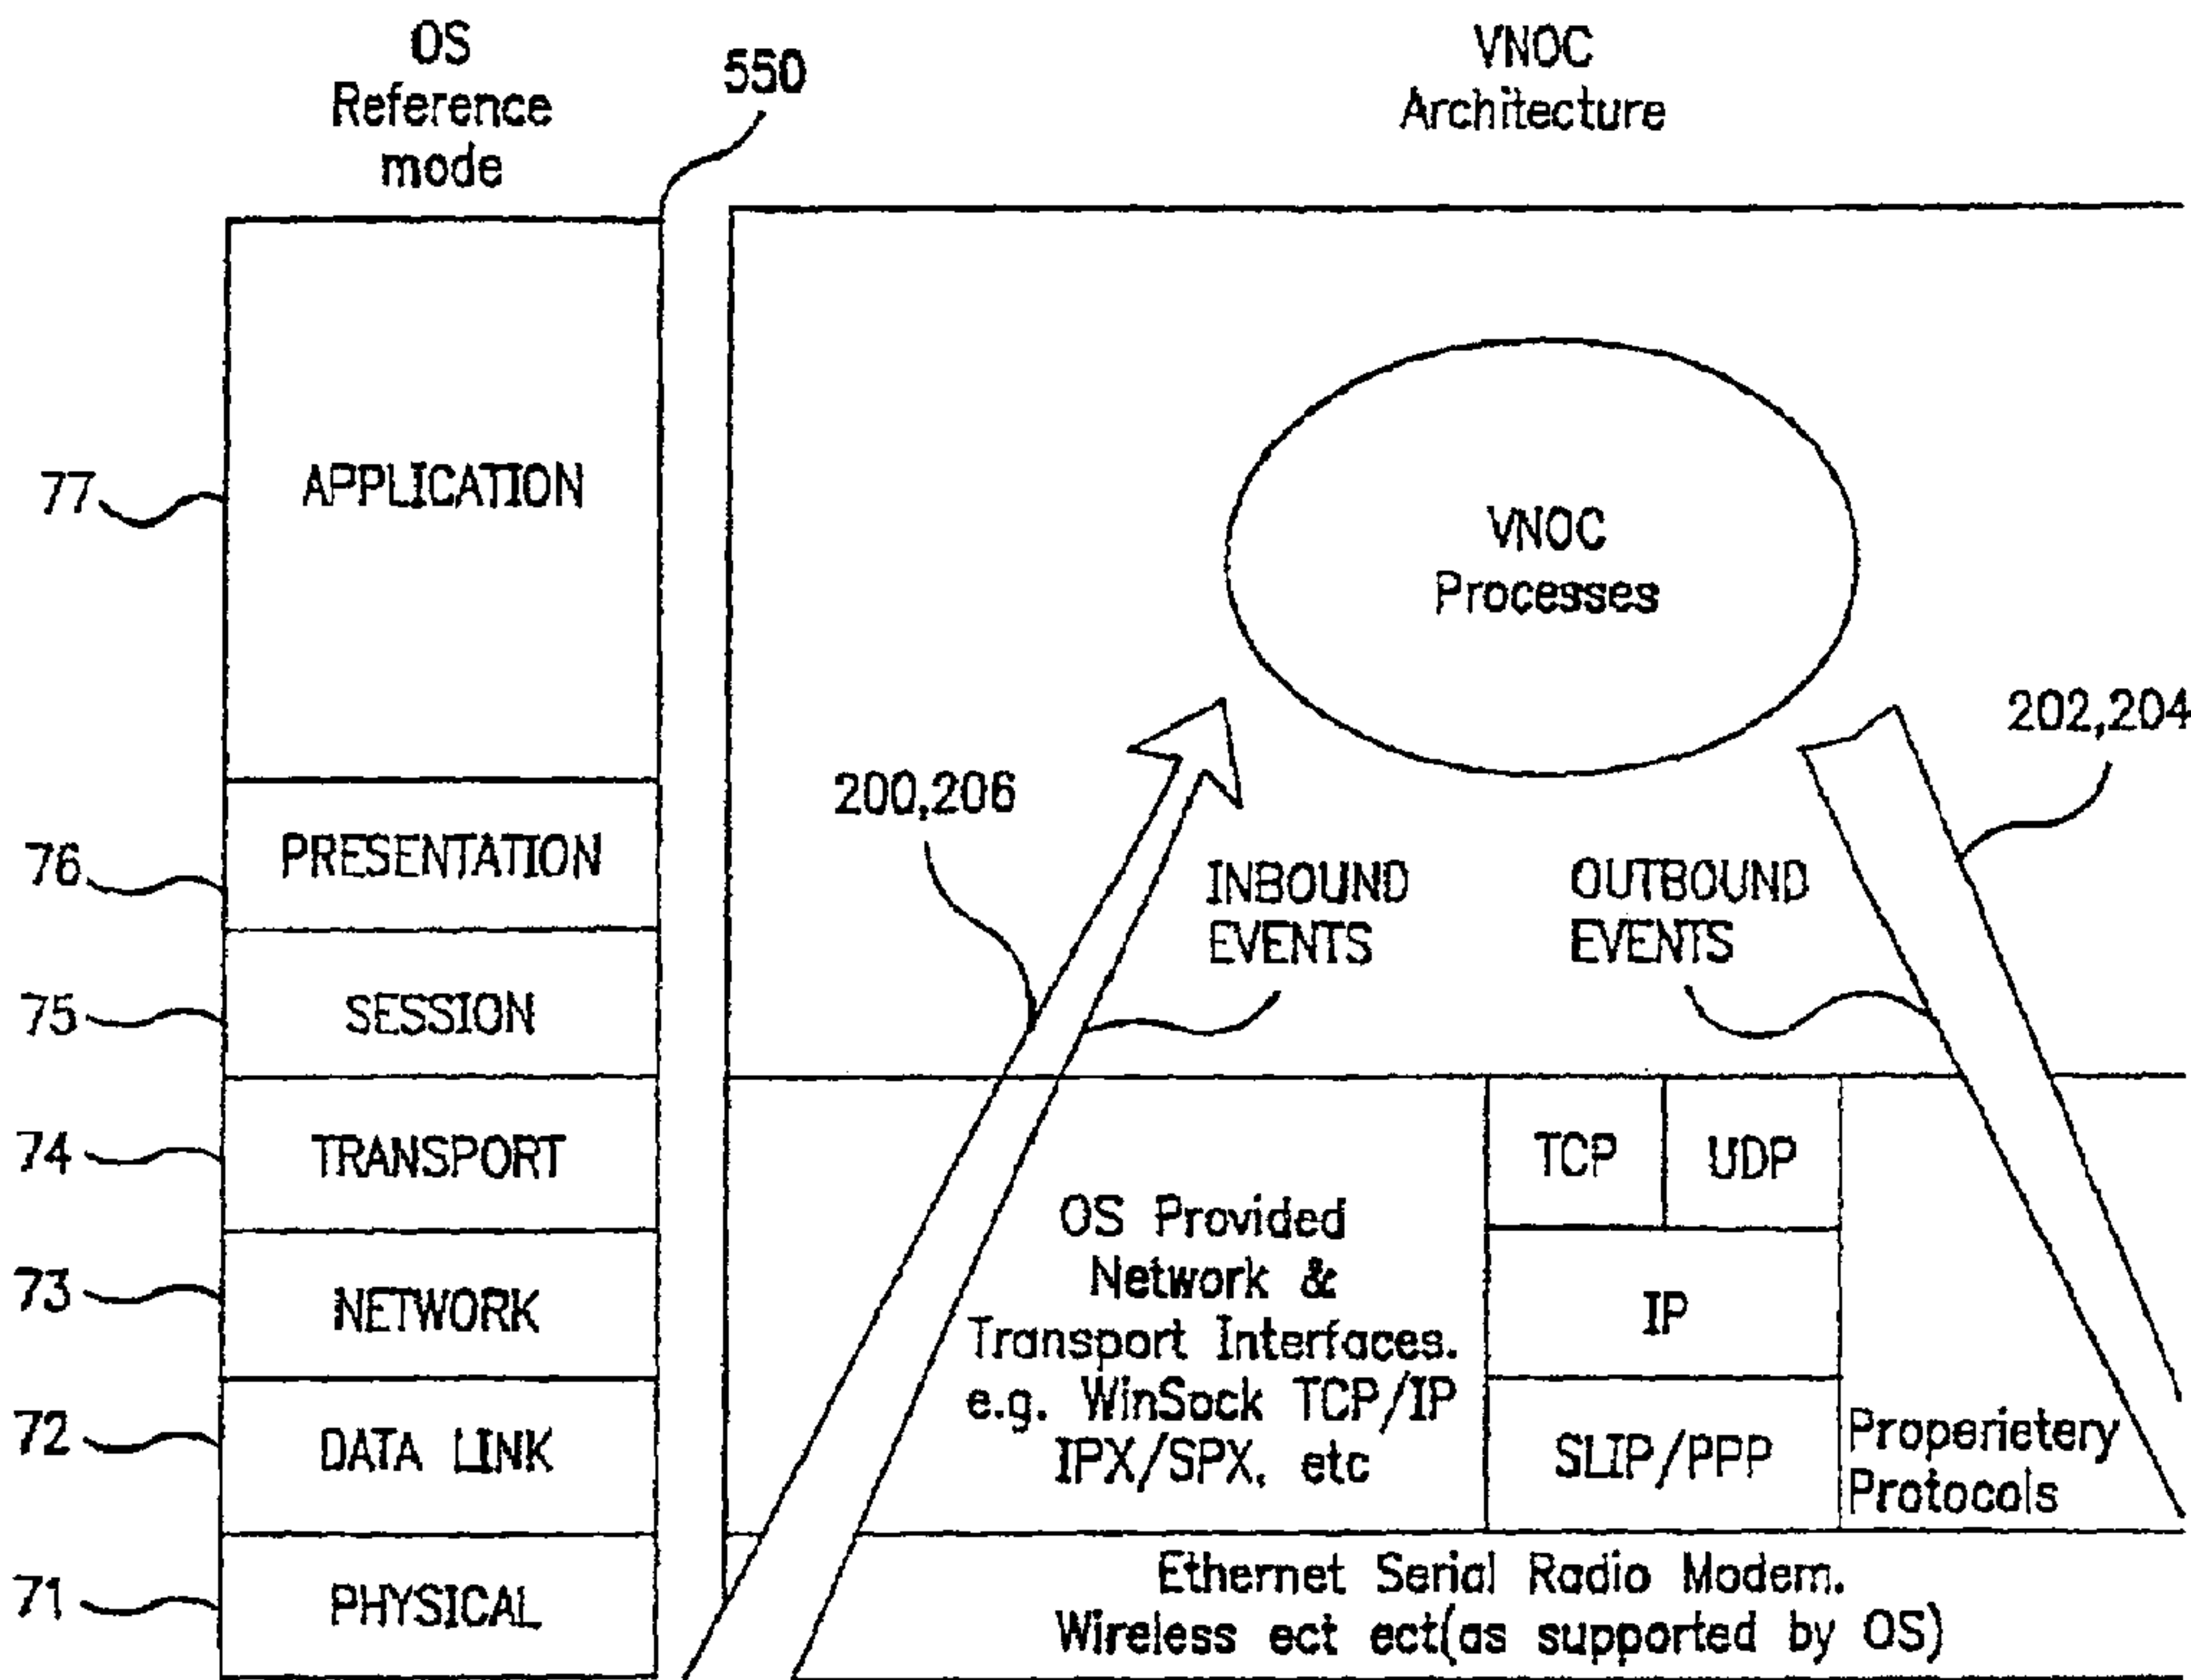 OS
Reference
mode
550
VNOC
Architecture
77
APPLICATION
VNOC
Processes
202,204
200,206
76
PRESENTATION
INBOUND
EVENTS
OUTBOUND
EVENTS
75
SESSION
74
TRANSPORT
TCP
UDP
OS Provided
Network &
Transport Interfaces.
e.g. WinSock TCP/IP
IPX/SPX, etc
73
NETWORK
IP
72
DATA LINK
SLIP/PPP
Properietery
Protocols
71
PHYSICAL
Ethernet Serial Radio Modem.
Wireless ect ect(as supported by OS)